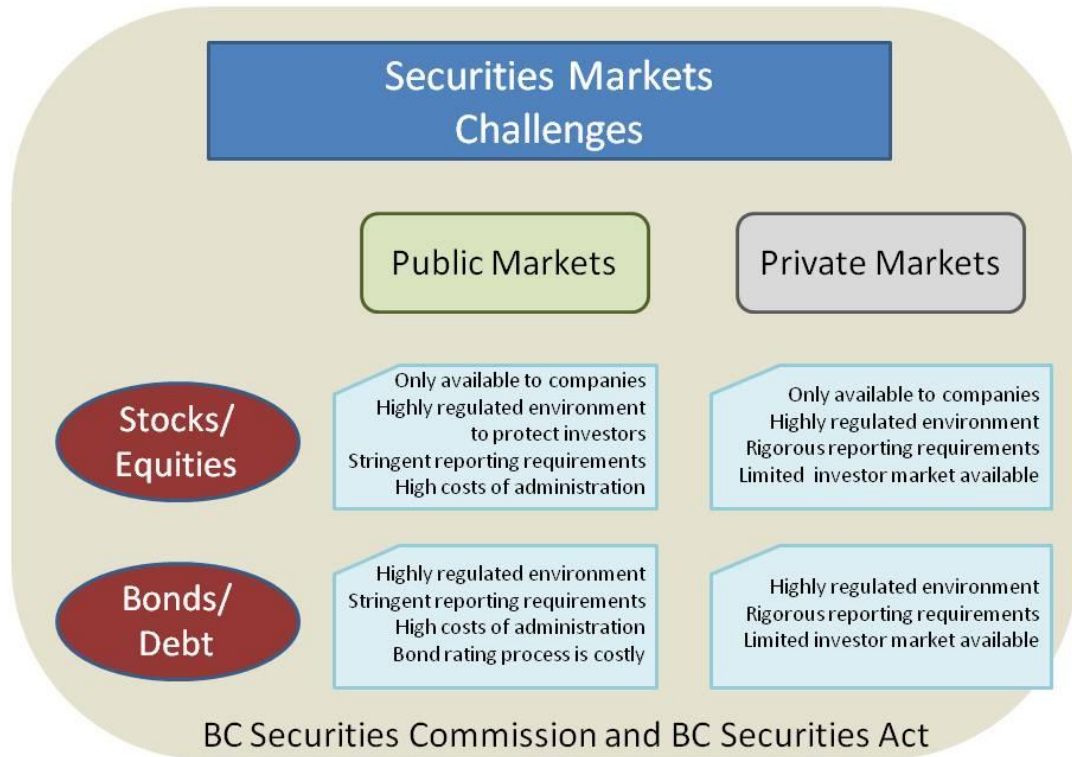 Securities Markets
Challenges
Public Markets
Private Markets
Stocks/
Equities
Only available to companies
Highly regulated environment
to protect investors
Stringent reporting requirements
High costs of administration
Only available to companies
Highly regulated environment
Rigorous reporting requirements
Limited investor market available
Bonds/
Debt
Highly regulated environment
Stringent reporting requirements
High costs of administration
Bond rating process is costly
Highly regulated environment
Rigorous reporting requirements
Limited investor market available
BC Securities Commission and BC Securities Act